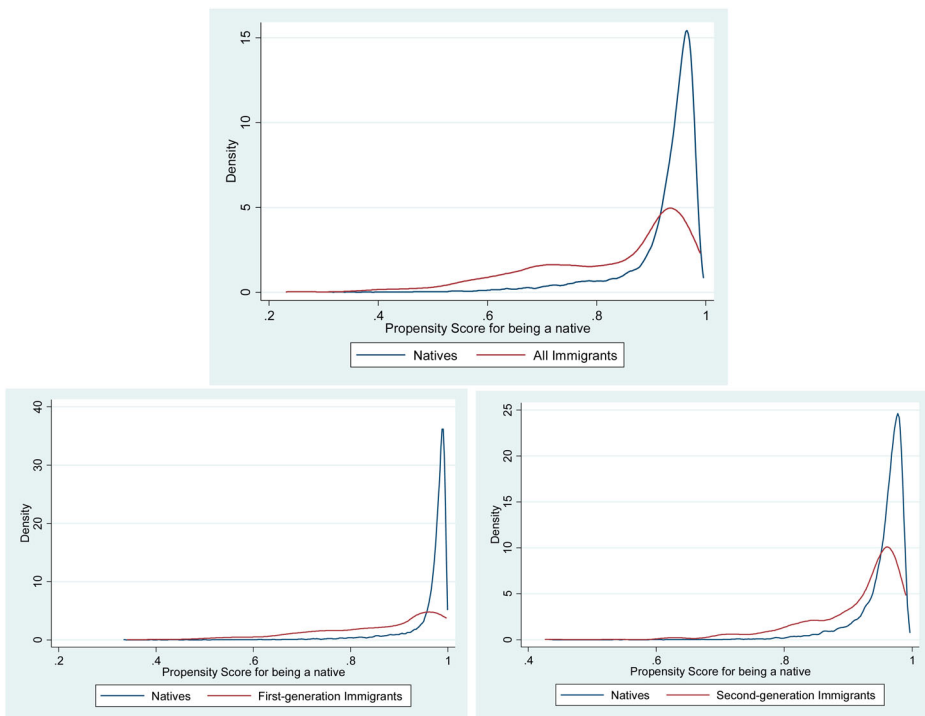 Density
15
10
5
0
.2 .4 .6 .8 1
Propensity Score for being a native
Natives All Immigrants
Density
40
30
20
10
0
.2 .4 .6 .8 1
Propensity Score for being a native
Natives First-generation Immigrants
Density
25
20
15
10
5
0
.4 .6 .8 1
Propensity Score for being a native
Natives Second-generation Immigrants